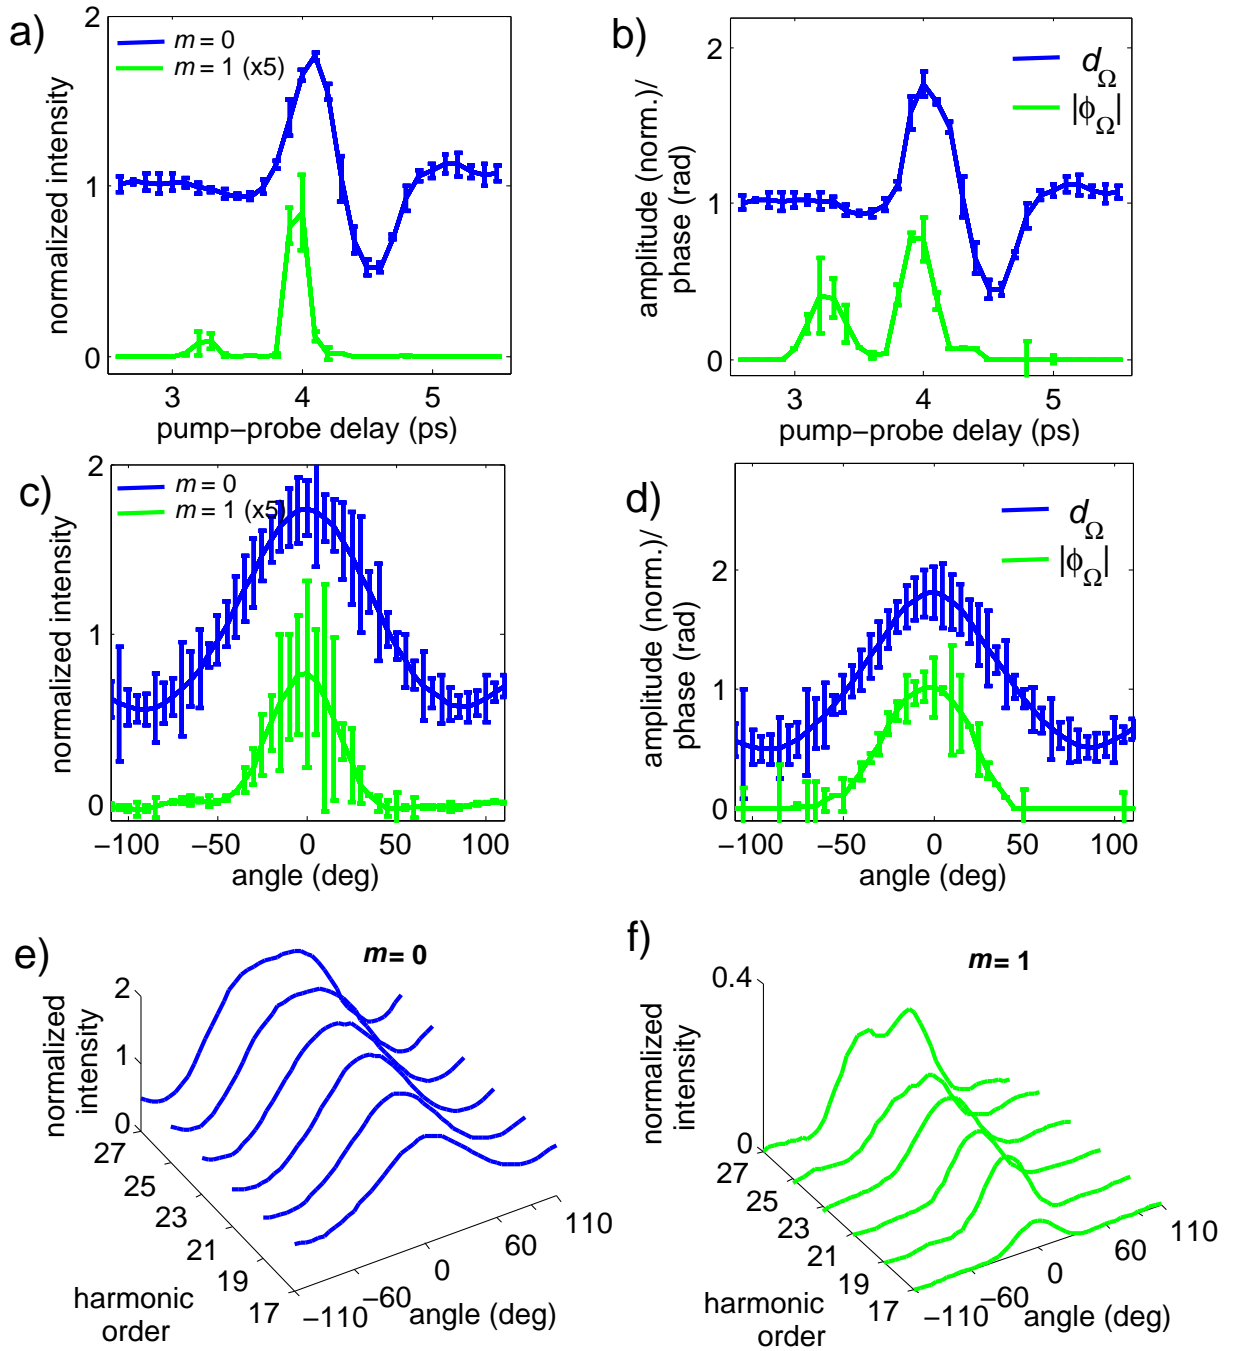 a)
m = 0
m = 1 (x5)
normalized intensity
2
1
0
3
4
5
pump−probe delay (ps)
b)
d_Ω
|ϕ_Ω|
amplitude (norm.)/
phase (rad)
2
1
0
3
4
5
pump−probe delay (ps)
c)
m = 0
m = 1 (x5)
normalized intensity
2
1
0
−100
−50
0
50
100
angle (deg)
d)
d_Ω
|ϕ_Ω|
amplitude (norm.)/
phase (rad)
2
1
0
−100
−50
0
50
100
angle (deg)
e)
m= 0
normalized
intensity
2
1
0
27
25
23
21
19
17
harmonic
order
−110
−60
0
60
110
angle (deg)
f)
m= 1
normalized
intensity
0.4
0
27
25
23
21
19
17
harmonic
order
−110
−60
0
60
110
angle (deg)